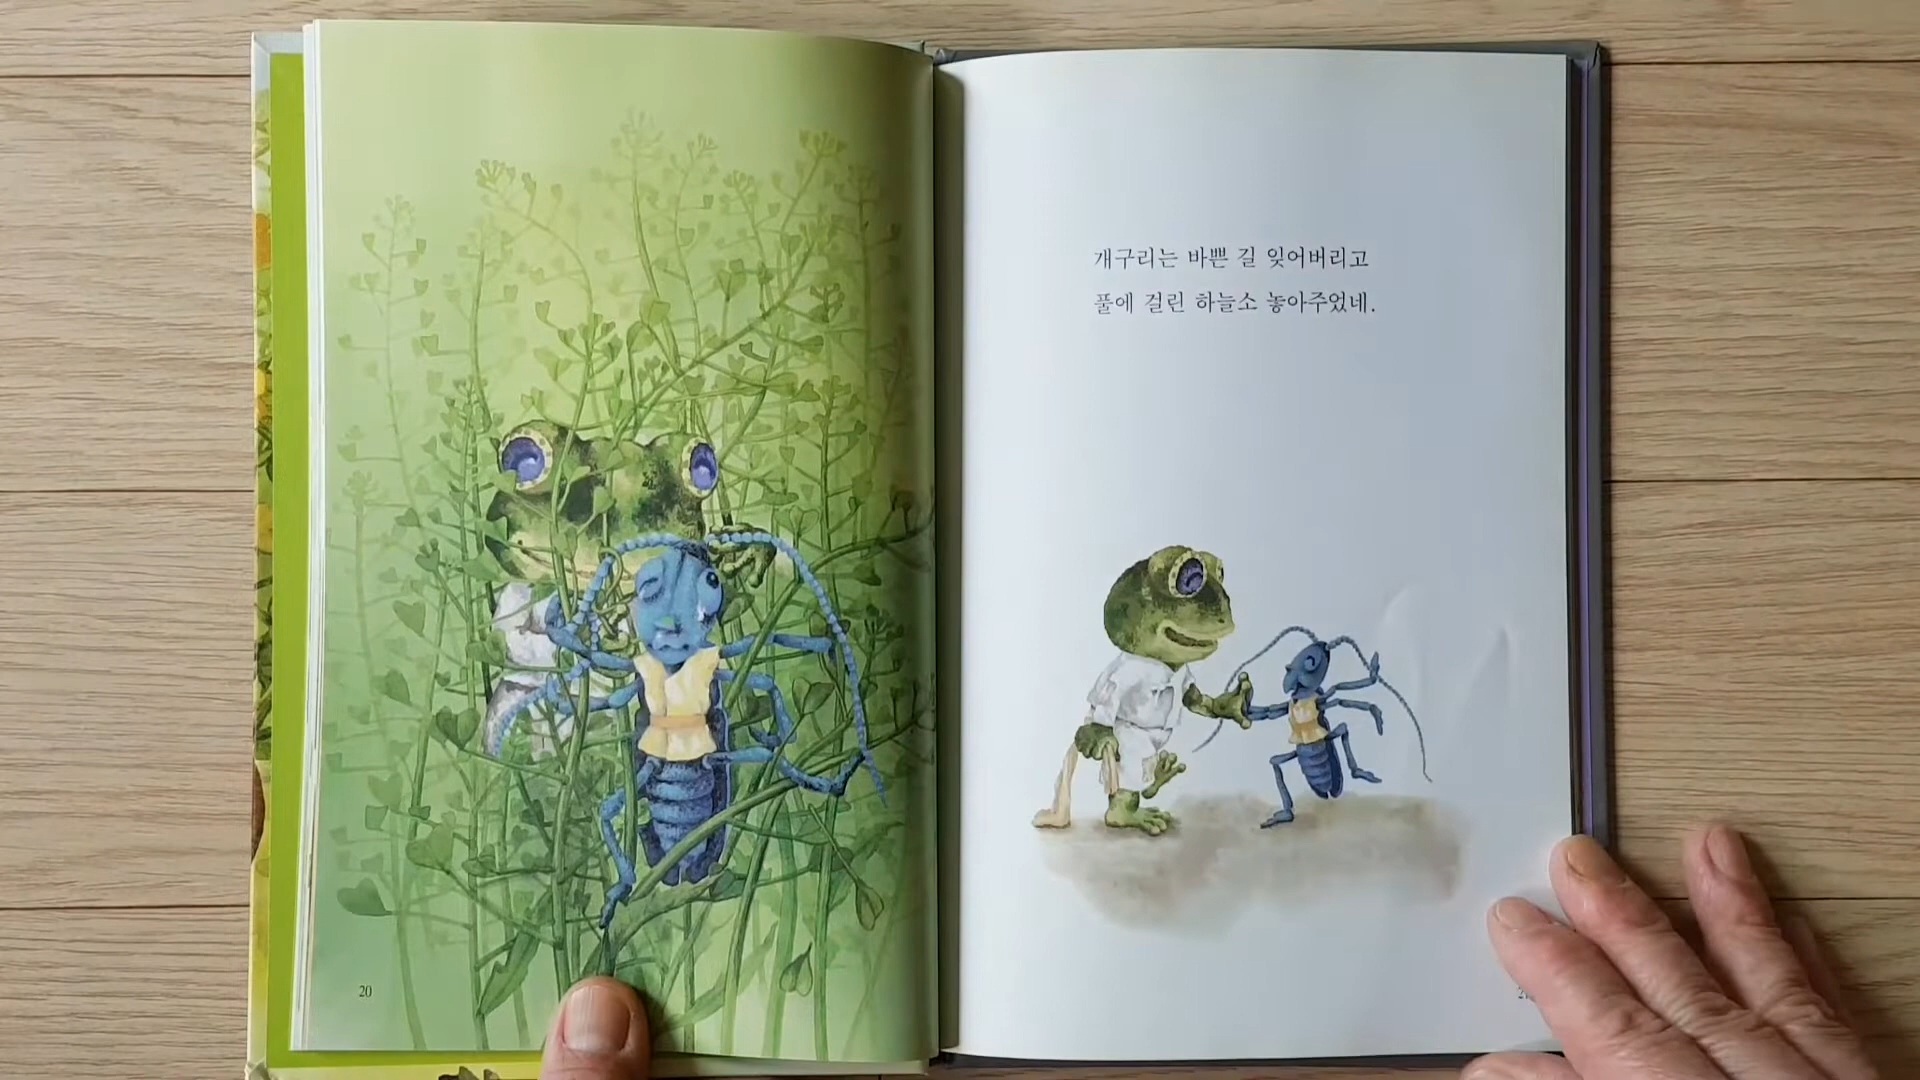 개구리는 바쁜 길 잊어버리고
풀에 걸린 하늘소 놓아주었네.
20